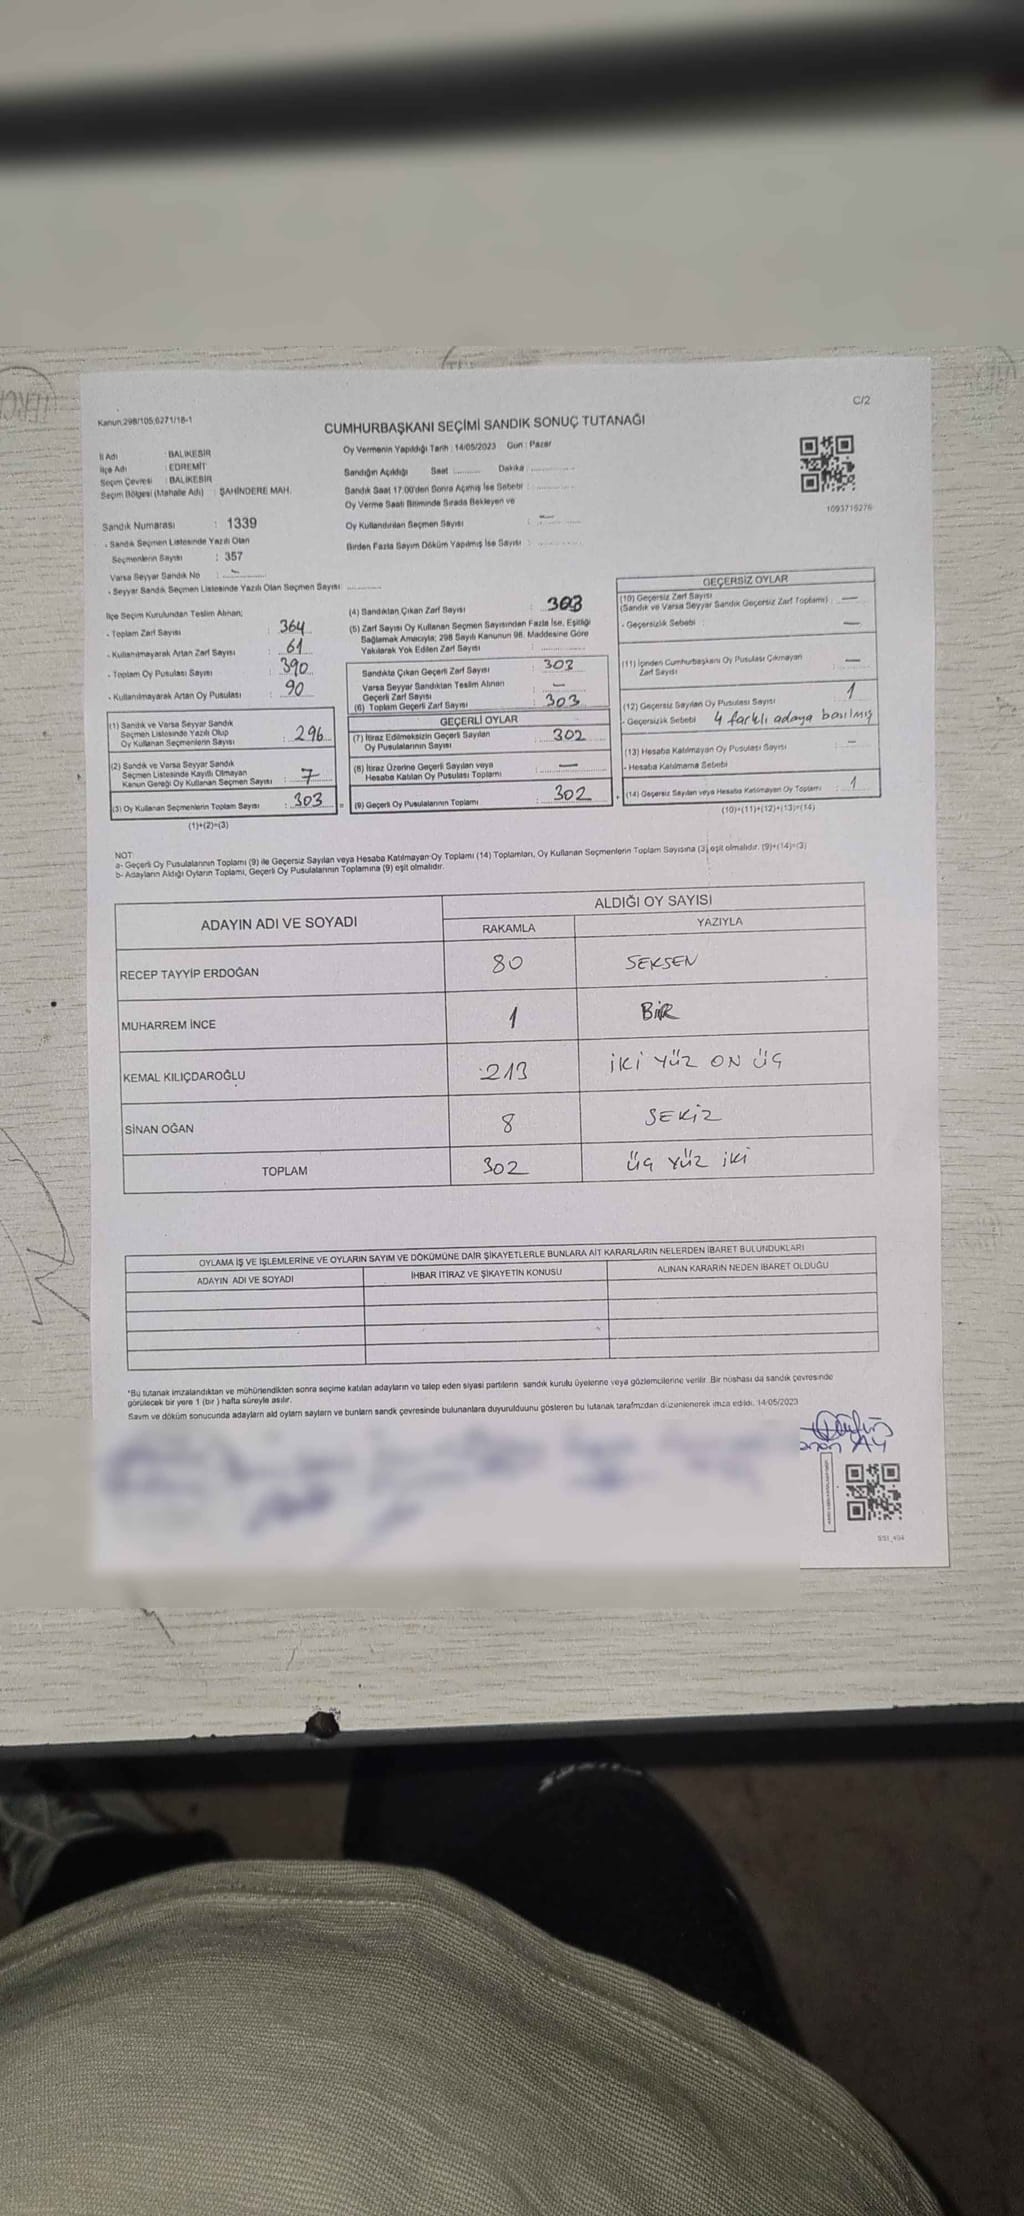 Kanun:298/105;6271/18-1
C/2
CUMHURBAŞKANI SEÇİMİ SANDIK SONUÇ TUTANAĞI
İl Adı : BALIKESİR
İlçe Adı : EDREMİT
Seçim Çevresi : BALIKESİR
Seçim Bölgesi (Mahalle Adı) : ŞAHİNDERE MAH.
Oy Vermenin Yapıldığı Tarih : 14/05/2023 Gün : Pazar
Sandığın Açıldığı Saat .......... Dakika ..........
Sandık Saat 17:00'den Sonra Açılmış İse Sebebi :
Oy Verme Saati Bitiminde Sırada Bekleyen ve
Oy Kullandırılan Seçmen Sayısı : —
Birden Fazla Sayım Döküm Yapılmış İse Sayısı :
1093715276
Sandık Numarası : 1339
- Sandık Seçmen Listesinde Yazılı Olan
Seçmenlerin Sayısı : 357
Varsa Seyyar Sandık No : —
- Seyyar Sandık Seçmen Listesinde Yazılı Olan Seçmen Sayısı
İlçe Seçim Kurulundan Teslim Alınan;
- Toplam Zarf Sayısı : 364
- Kullanılmayarak Artan Zarf Sayısı : 61
- Toplam Oy Pusulası Sayısı : 390
- Kullanılmayarak Artan Oy Pusulası : 90
(1) Sandık ve Varsa Seyyar Sandık
Seçmen Listesinde Yazılı Olup
Oy Kullanan Seçmenlerin Sayısı : 296
(2) Sandık ve Varsa Seyyar Sandık
Seçmen Listesinde Kayıtlı Olmayan
Kanun Gereği Oy Kullanan Seçmen Sayısı : 7
(3) Oy Kullanan Seçmenlerin Toplam Sayısı : 303
(1)+(2)=(3)
(4) Sandıktan Çıkan Zarf Sayısı : 303
(5) Zarf Sayısı Oy Kullanan Seçmen Sayısından Fazla İse, Eşitliği
Sağlamak Amacıyla; 298 Sayılı Kanunun 98. Maddesine Göre
Yakılarak Yok Edilen Zarf Sayısı
Sandıkta Çıkan Geçerli Zarf Sayısı : 303
Varsa Seyyar Sandıktan Teslim Alınan
Geçerli Zarf Sayısı : —
(6) Toplam Geçerli Zarf Sayısı : 303
GEÇERLİ OYLAR
(7) İtiraz Edilmeksizin Geçerli Sayılan
Oy Pusulalarının Sayısı : 302
(8) İtiraz Üzerine Geçerli Sayılan veya
Hesaba Katılan Oy Pusulası Toplamı : —
(9) Geçerli Oy Pusulalarının Toplamı : 302
GEÇERSİZ OYLAR
(10) Geçersiz Zarf Sayısı
(Sandık ve Varsa Seyyar Sandık Geçersiz Zarf Toplamı) : —
- Geçersizlik Sebebi : —
(11) İçinden Cumhurbaşkanı Oy Pusulası Çıkmayan
Zarf Sayısı —
(12) Geçersiz Sayılan Oy Pusulası Sayısı 1
- Geçersizlik Sebebi 4 farklı adaya basılmış
(13) Hesaba Katılmayan Oy Pusulası Sayısı : —
- Hesaba Katılmama Sebebi
(14) Geçersiz Sayılan veya Hesaba Katılmayan Oy Toplamı : 1
(10)+(11)+(12)+(13)=(14)
NOT:
a- Geçerli Oy Pusulalarının Toplamı (9) ile Geçersiz Sayılan veya Hesaba Katılmayan Oy Toplamı (14) Toplamları, Oy Kullanan Seçmenlerin Toplam Sayısına (3) eşit olmalıdır. (9)+(14)=(3)
b- Adayların Aldığı Oyların Toplamı, Geçerli Oy Pusulalarının Toplamına (9) eşit olmalıdır.
ADAYIN ADI VE SOYADI
ALDIĞI OY SAYISI
RAKAMLA YAZIYLA
RECEP TAYYİP ERDOĞAN 80 SEKSEN
MUHARREM İNCE 1 BİR
KEMAL KILIÇDAROĞLU 213 İKİ YÜZ ON ÜÇ
SİNAN OĞAN 8 SEKİZ
TOPLAM 302 ÜÇ YÜZ İKİ
OYLAMA İŞ VE İŞLEMLERİNE VE OYLARIN SAYIM VE DÖKÜMÜNE DAİR ŞİKAYETLERLE BUNLARA AİT KARARLARIN NELERDEN İBARET BULUNDUKLARI
ADAYIN ADI VE SOYADI İHBAR İTİRAZ VE ŞİKAYETİN KONUSU ALINAN KARARIN NEDEN İBARET OLDUĞU
*Bu tutanak imzalandıktan ve mühürlendikten sonra seçime katılan adayların ve talep eden siyasi partilerin sandık kurulu üyelerine veya gözlemcilerine verilir. Bir nüshası da sandık çevresinde
görülecek bir yere 1 (bir) hafta süreyle asılır.
Sayım ve döküm sonucunda adayların ald oyların sayıları ve bunların sandık çevresinde bulunanlara duyurulduunu gösteren bu tutanak tarafmzdan düzenlenerek imza edildi. 14/05/2023